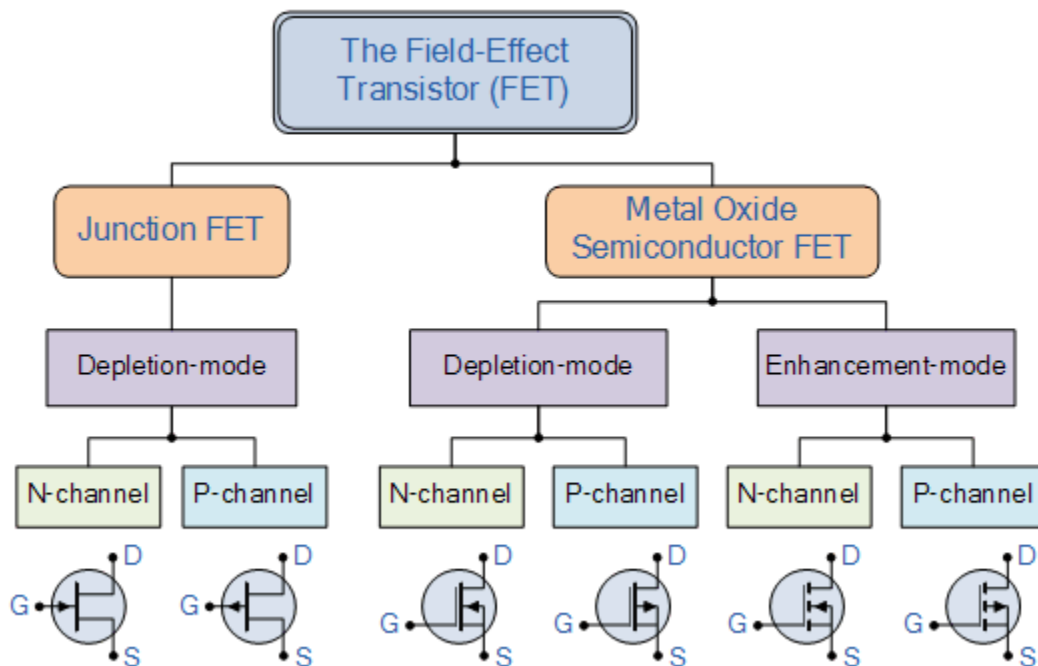 The Field-Effect
Transistor (FET)
Junction FET
Metal Oxide
Semiconductor FET
Depletion-mode
Depletion-mode
Enhancement-mode
N-channel
P-channel
N-channel
P-channel
N-channel
P-channel
D
D
D
D
D
D
G
G
G
G
G
G
S
S
S
S
S
S